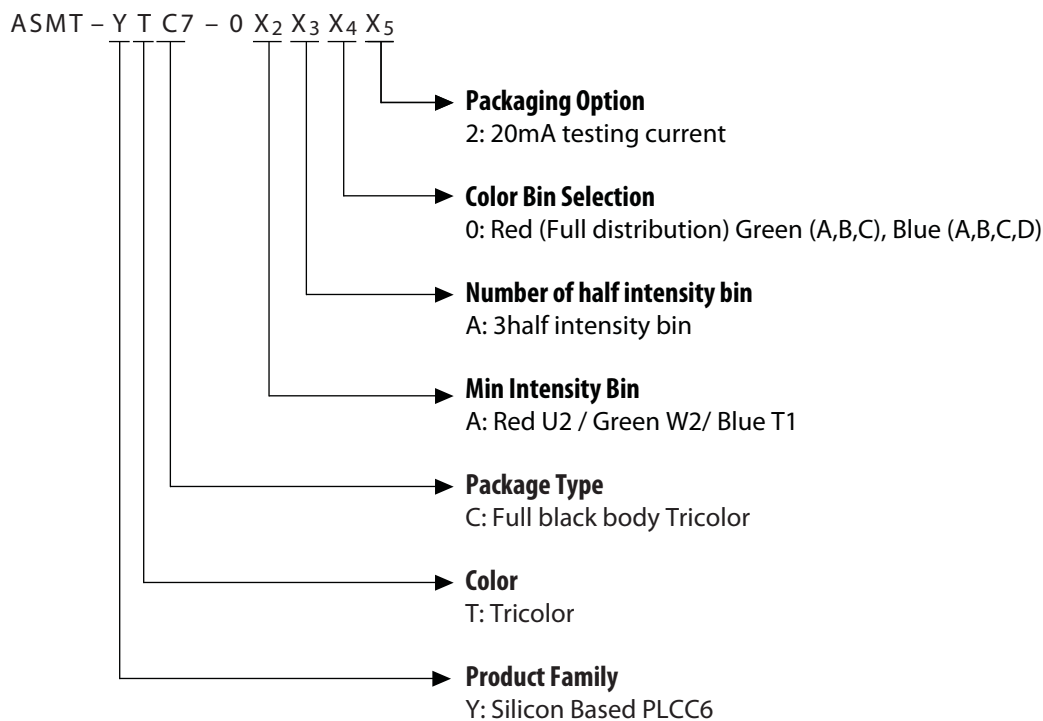 ASMT – Y T C7 – 0 X2 X3 X4 X5
Packaging Option
2: 20mA testing current
Color Bin Selection
0: Red (Full distribution) Green (A,B,C), Blue (A,B,C,D)
Number of half intensity bin
A: 3half intensity bin
Min Intensity Bin
A: Red U2 / Green W2/ Blue T1
Package Type
C: Full black body Tricolor
Color
T: Tricolor
Product Family
Y: Silicon Based PLCC6